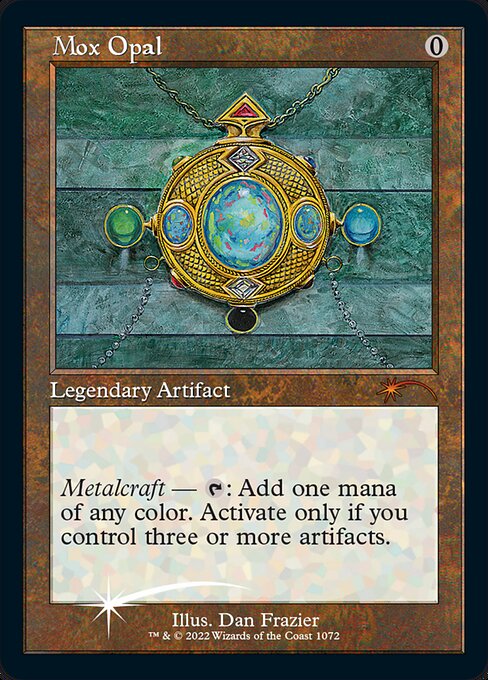 Mox Opal 0
Legendary Artifact
Metalcraft — : Add one mana
of any color. Activate only if you
control three or more artifacts.
Illus. Dan Frazier
™ & © 2022 Wizards of the Coast 1072